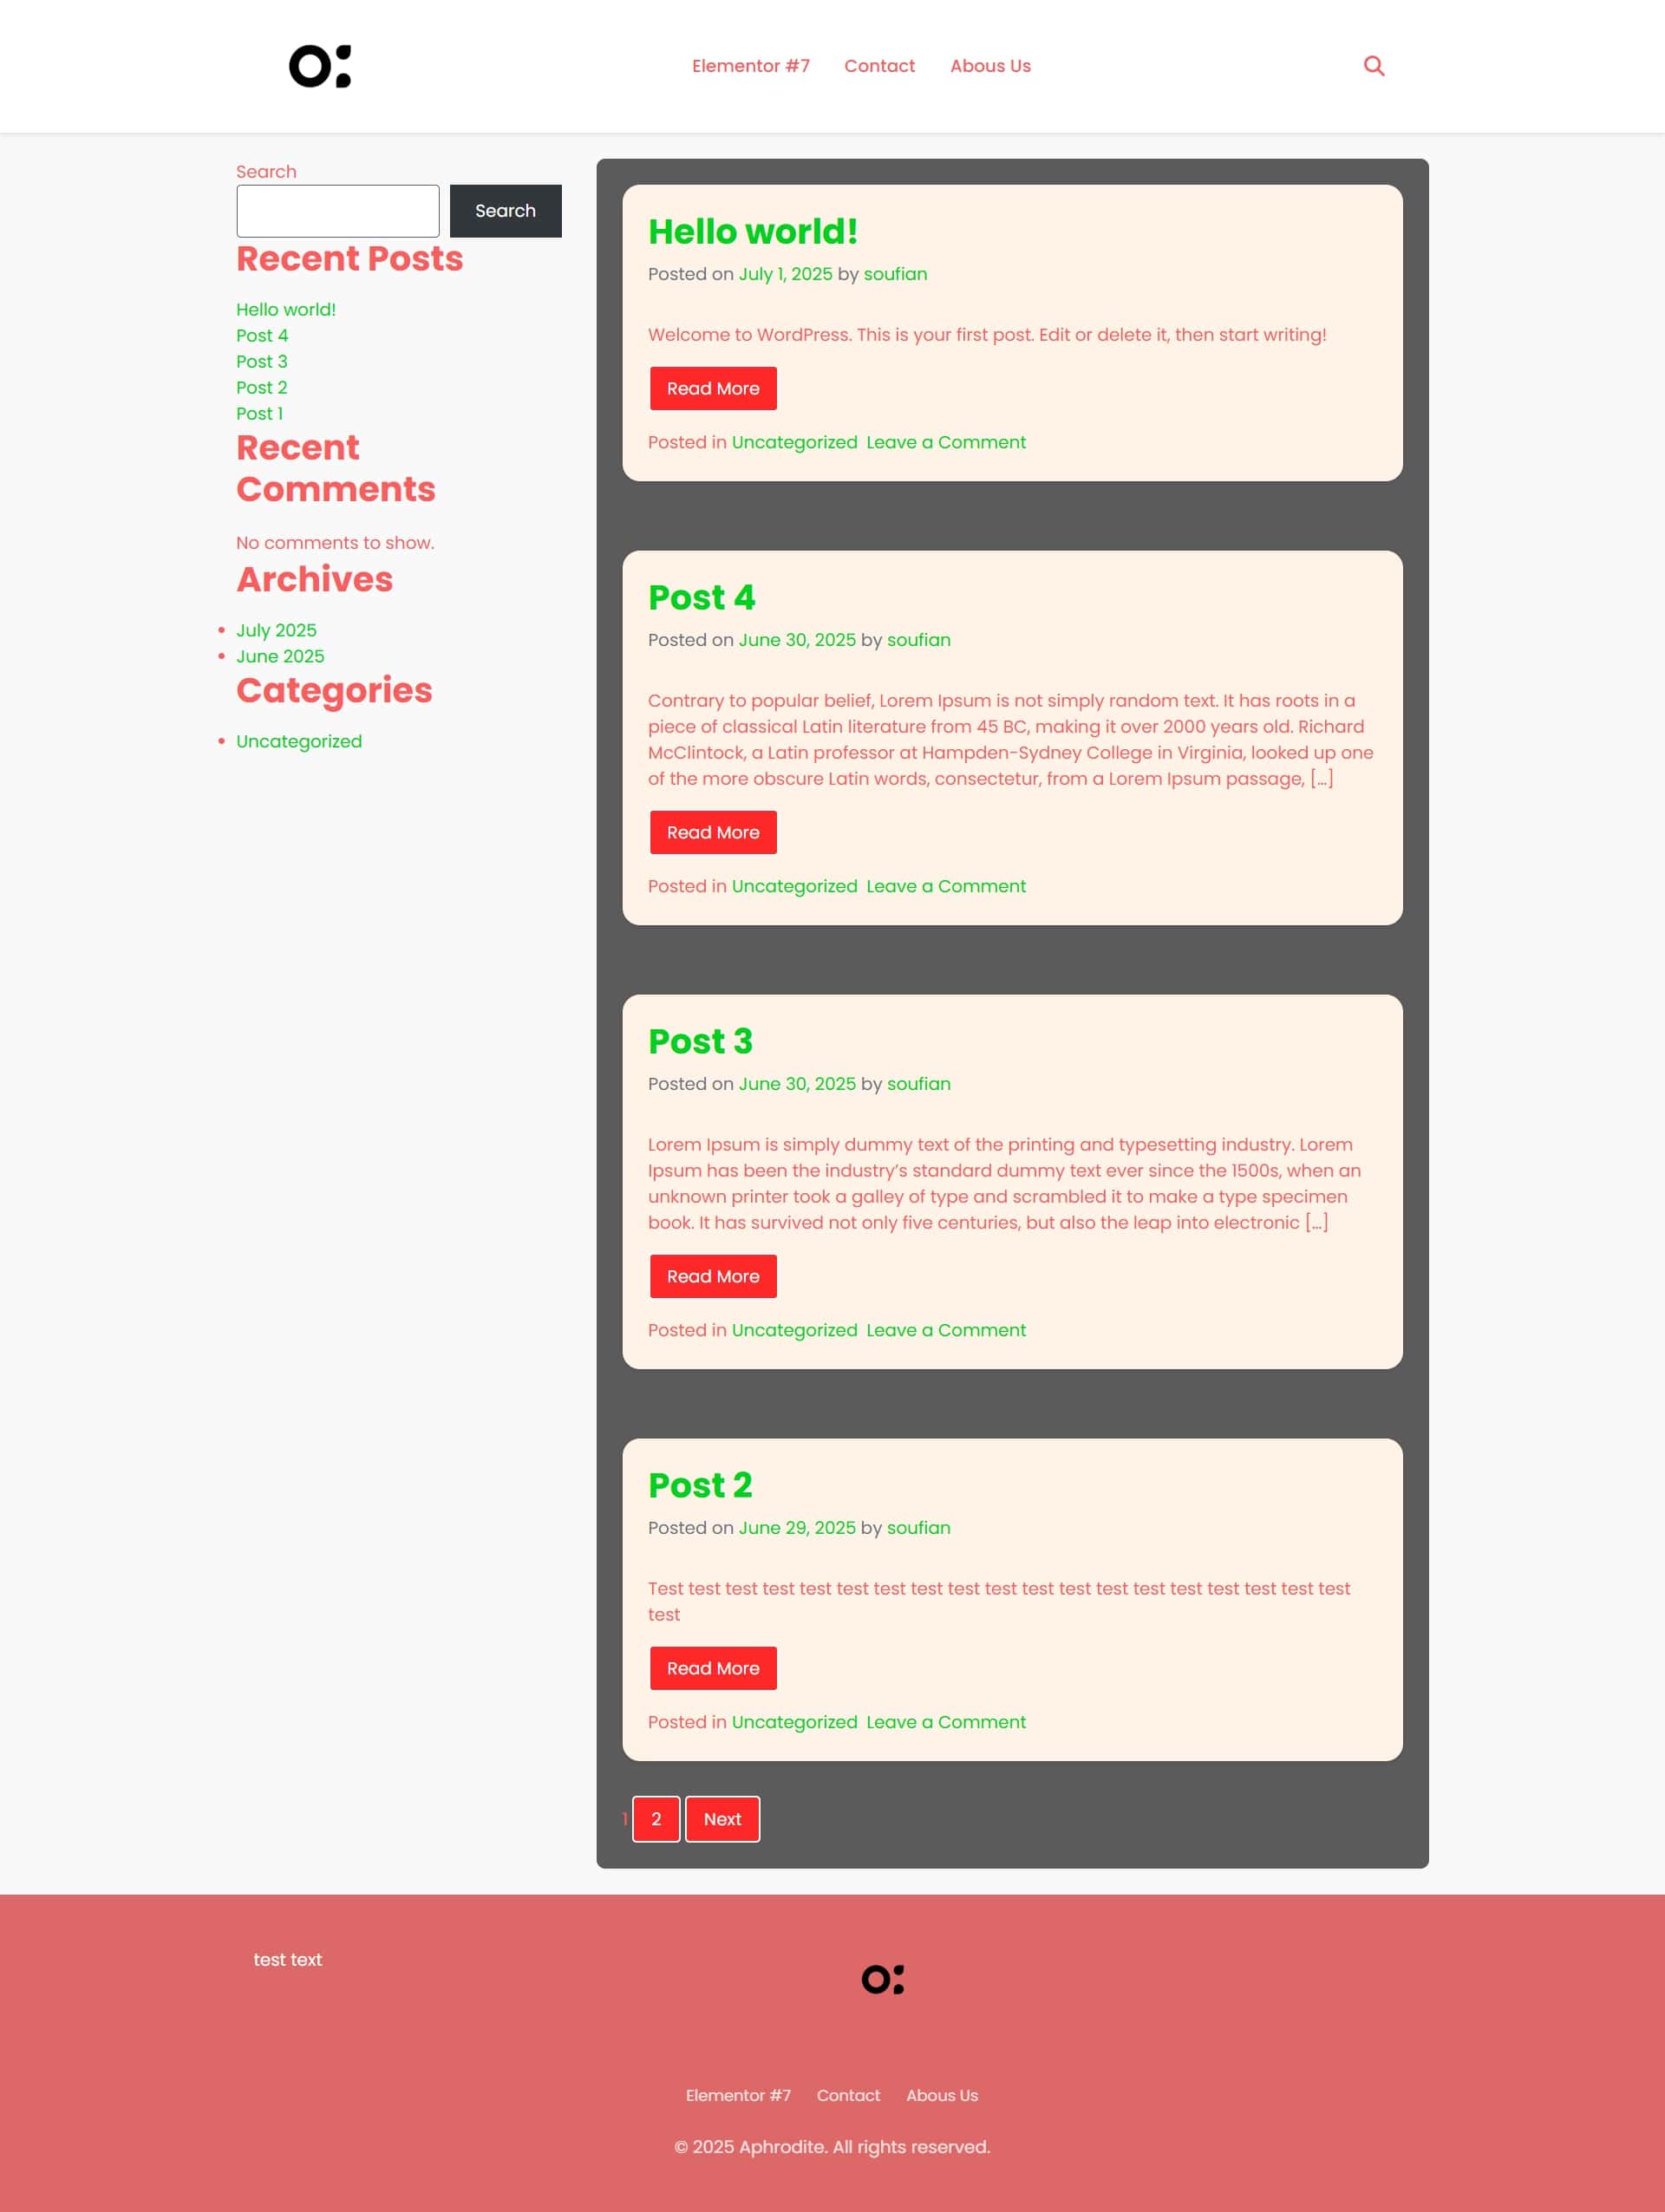 Elementor #7 Contact Abous Us
Search
Search
Recent Posts
Hello world!
Post 4
Post 3
Post 2
Post 1
Recent
Comments
No comments to show.
Archives
July 2025
June 2025
Categories
Uncategorized
Hello world!
Posted on July 1, 2025 by soufian
Welcome to WordPress. This is your first post. Edit or delete it, then start writing!
Read More
Posted in Uncategorized Leave a Comment
Post 4
Posted on June 30, 2025 by soufian
Contrary to popular belief, Lorem Ipsum is not simply random text. It has roots in a
piece of classical Latin literature from 45 BC, making it over 2000 years old. Richard
McClintock, a Latin professor at Hampden-Sydney College in Virginia, looked up one
of the more obscure Latin words, consectetur, from a Lorem Ipsum passage, […]
Read More
Posted in Uncategorized Leave a Comment
Post 3
Posted on June 30, 2025 by soufian
Lorem Ipsum is simply dummy text of the printing and typesetting industry. Lorem
Ipsum has been the industry’s standard dummy text ever since the 1500s, when an
unknown printer took a galley of type and scrambled it to make a type specimen
book. It has survived not only five centuries, but also the leap into electronic […]
Read More
Posted in Uncategorized Leave a Comment
Post 2
Posted on June 29, 2025 by soufian
Test test test test test test test test test test test test test test test test test test test
test
Read More
Posted in Uncategorized Leave a Comment
1 2 Next
test text
Elementor #7 Contact Abous Us
© 2025 Aphrodite. All rights reserved.